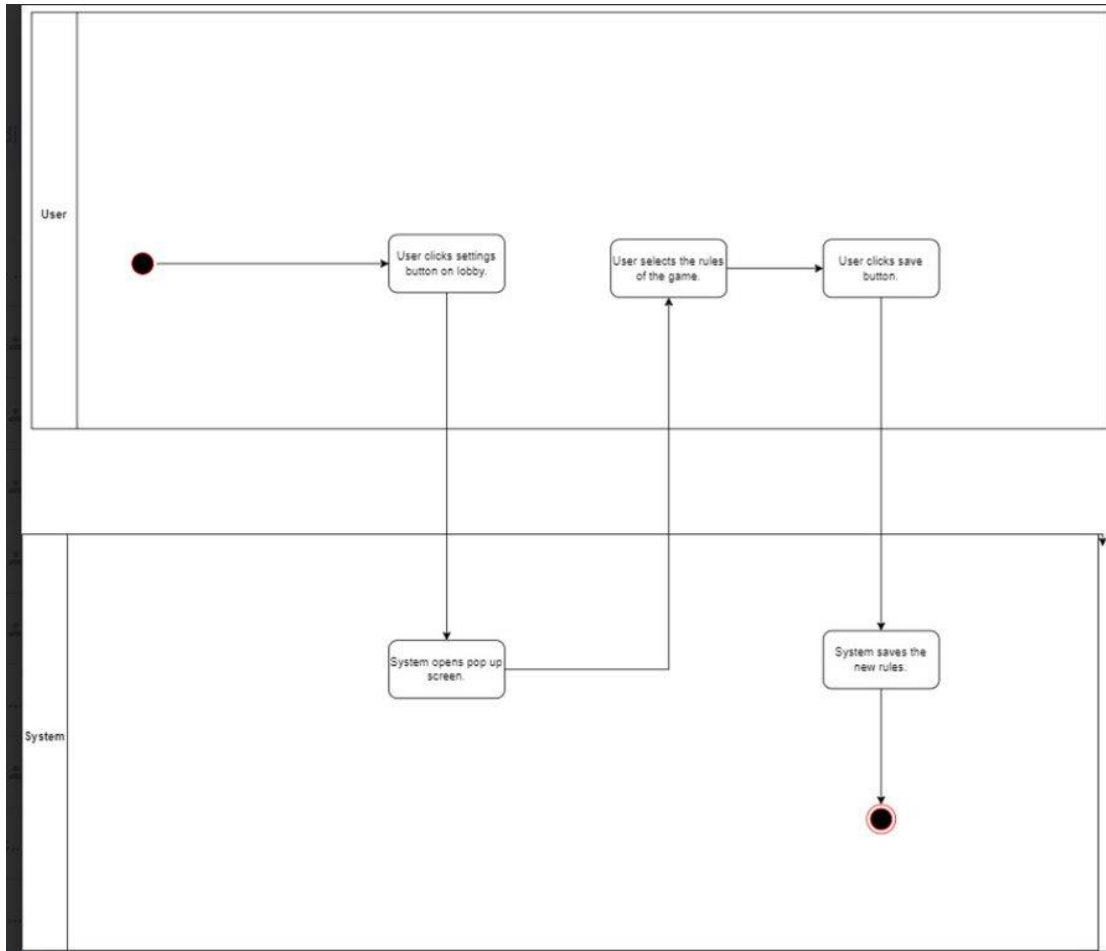 User
User clicks settings
button on lobby.
User selects the rules
of the game.
User clicks save
button.
System
System opens pop up
screen.
System saves the
new rules.